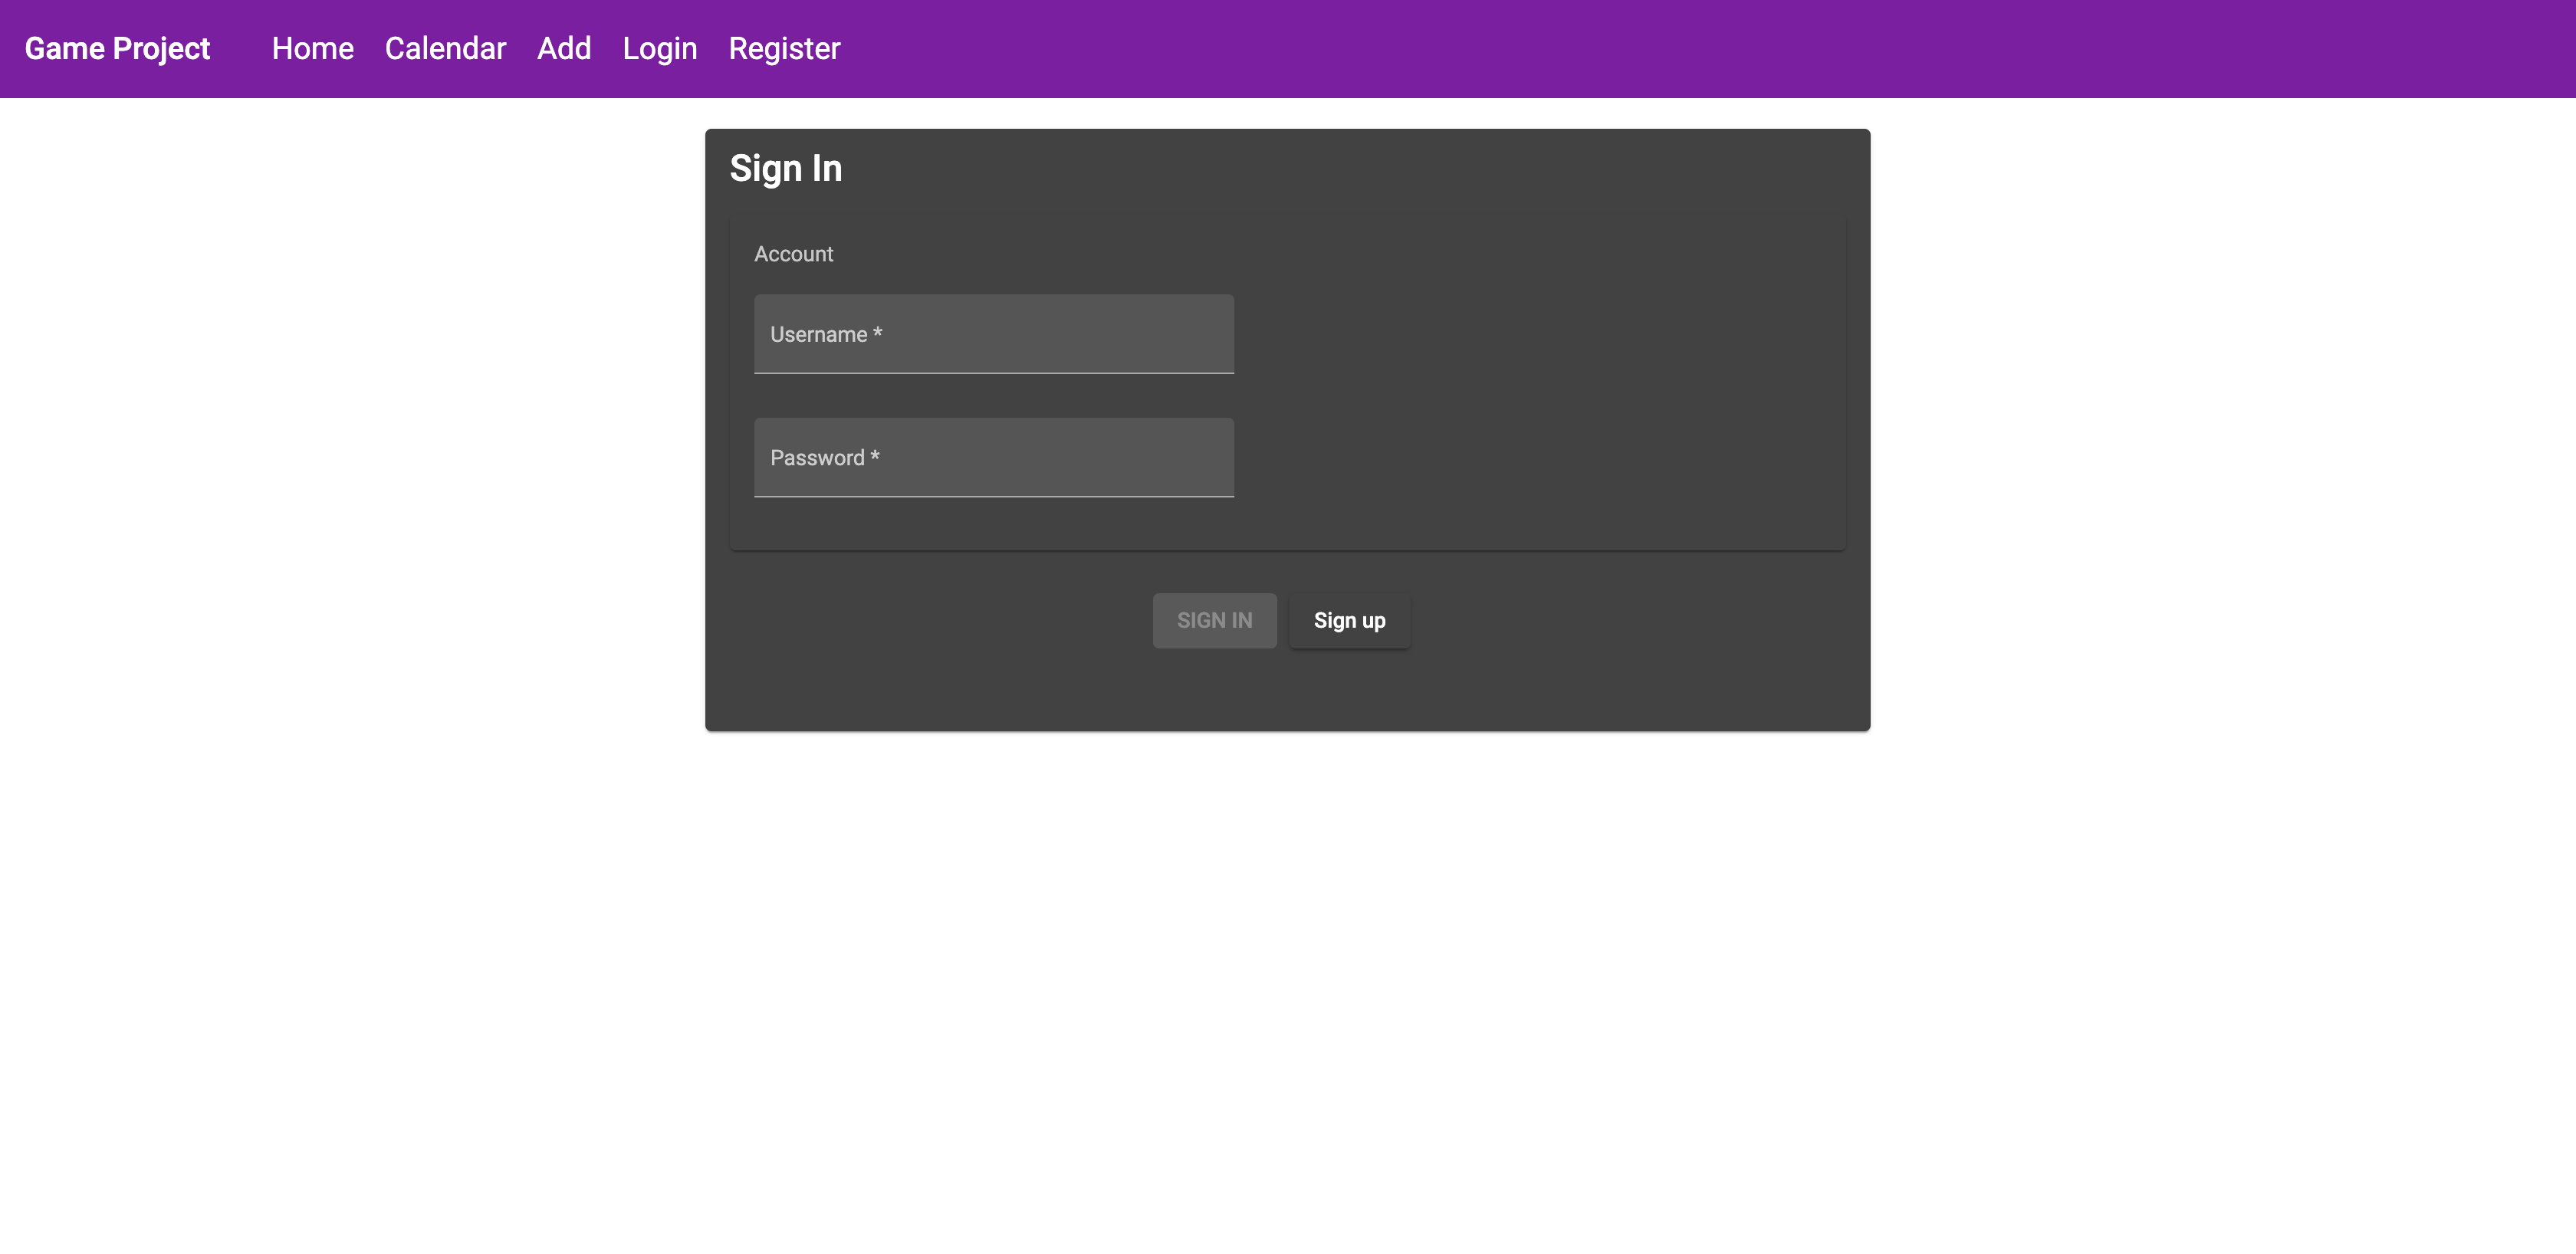 Game Project Home Calendar Add Login Register
Sign In
Account
Username *
Password *
SIGN IN Sign up